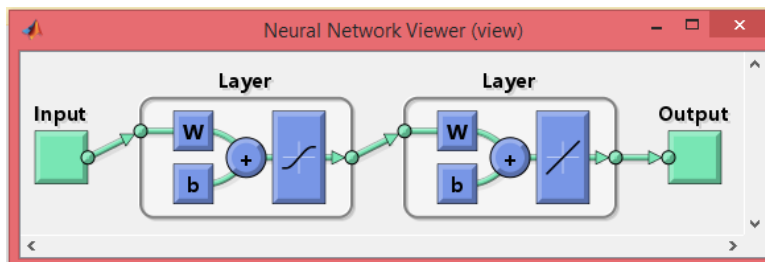 Neural Network Viewer (view)
Layer Layer
Input Output
W W
b + b +